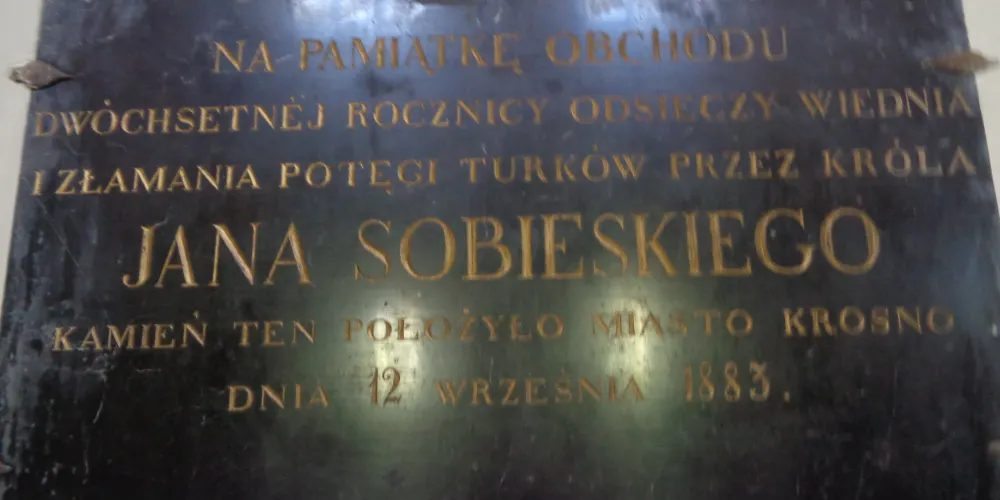 NA PAMIĄTKĘ OBCHODU
DWÓCHSETNÉJ ROCZNICY ODSIECZY WIEDNIA
I ZŁAMANIA POTĘGI TURKÓW PRZEZ KRÓLA
JANA SOBIESKIEGO
KAMIEŃ TEN POŁOŻYŁO MIASTO KROSNO
DNIA 12 WRZEŚNIA 1883.